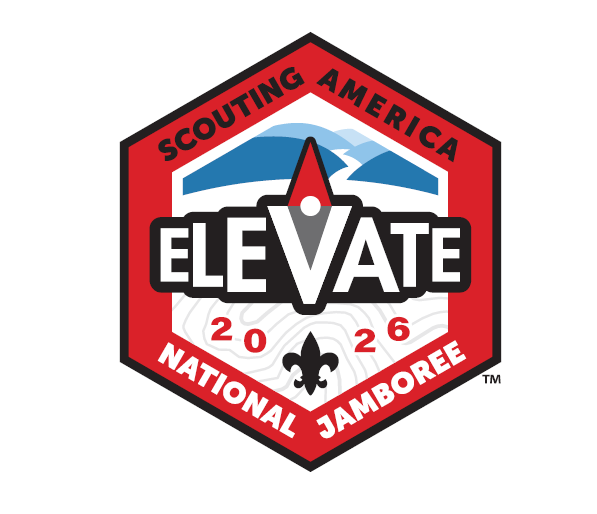 SCOUTING AMERICA
ELEVATE
2026
NATIONAL JAMBOREE
TM